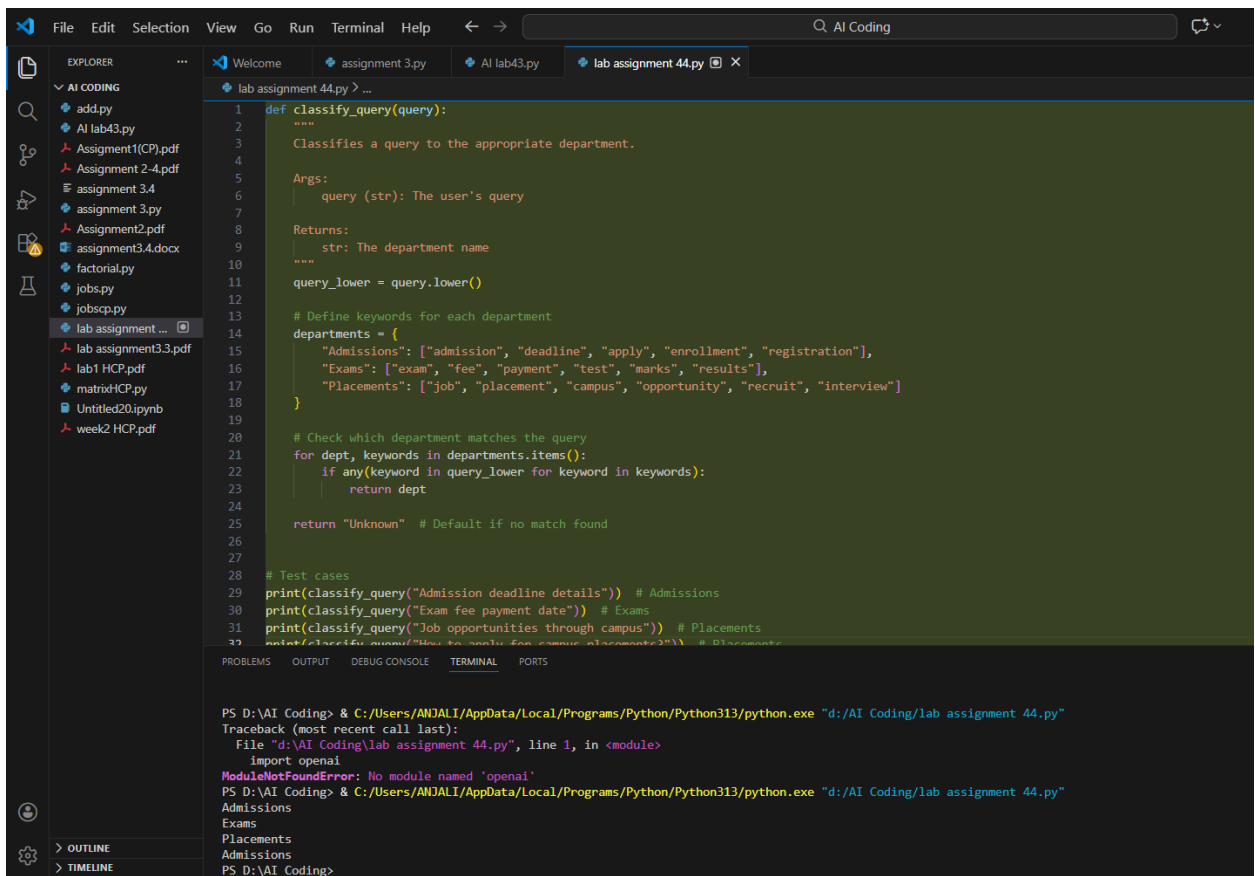 File Edit Selection View Go Run Terminal Help
AI Coding
EXPLORER
Welcome
assignment 3.py
AI lab43.py
lab assignment 44.py
AI CODING
add.py
AI lab43.py
Assigment1(CP).pdf
Assignment 2-4.pdf
assignment 3.4
assignment 3.py
Assignment2.pdf
assignment3.4.docx
factorial.py
jobs.py
jobscp.py
lab assignment ...
lab assignment3.3.pdf
lab1 HCP.pdf
matrixHCP.py
Untitled20.ipynb
week2 HCP.pdf
OUTLINE
TIMELINE
lab assignment 44.py > ...
1 def classify_query(query):
2 """
3 Classifies a query to the appropriate department.
4
5 Args:
6 query (str): The user's query
7
8 Returns:
9 str: The department name
10 """
11 query_lower = query.lower()
12
13 # Define keywords for each department
14 departments = {
15 "Admissions": ["admission", "deadline", "apply", "enrollment", "registration"],
16 "Exams": ["exam", "fee", "payment", "test", "marks", "results"],
17 "Placements": ["job", "placement", "campus", "opportunity", "recruit", "interview"]
18 }
19
20 # Check which department matches the query
21 for dept, keywords in departments.items():
22 if any(keyword in query_lower for keyword in keywords):
23 return dept
24
25 return "Unknown" # Default if no match found
26
27
28 # Test cases
29 print(classify_query("Admission deadline details")) # Admissions
30 print(classify_query("Exam fee payment date")) # Exams
31 print(classify_query("Job opportunities through campus")) # Placements
32 print(classify_query("How to apply for campus placements?")) # Placements
PROBLEMS OUTPUT DEBUG CONSOLE TERMINAL PORTS
PS D:\AI Coding> & C:/Users/ANJALI/AppData/Local/Programs/Python/Python313/python.exe "d:/AI Coding/lab assignment 44.py"
Traceback (most recent call last):
File "d:\AI Coding\lab assignment 44.py", line 1, in <module>
import openai
ModuleNotFoundError: No module named 'openai'
PS D:\AI Coding> & C:/Users/ANJALI/AppData/Local/Programs/Python/Python313/python.exe "d:/AI Coding/lab assignment 44.py"
Admissions
Exams
Placements
Admissions
PS D:\AI Coding>